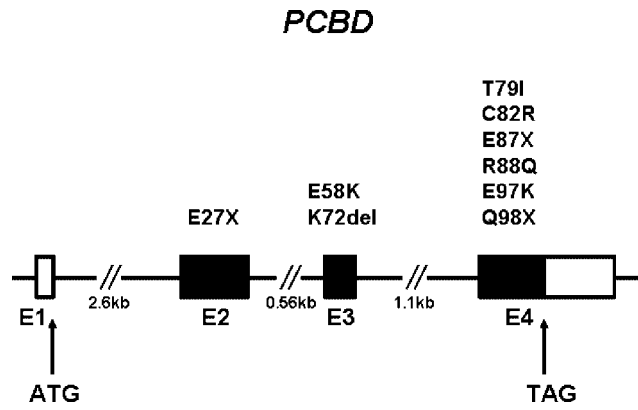 PCBD
T79I
C82R
E87X
R88Q
E97K
Q98X
E58K
K72del
E27X
2.6kb
0.56kb
1.1kb
E1
E2
E3
E4
ATG
TAG